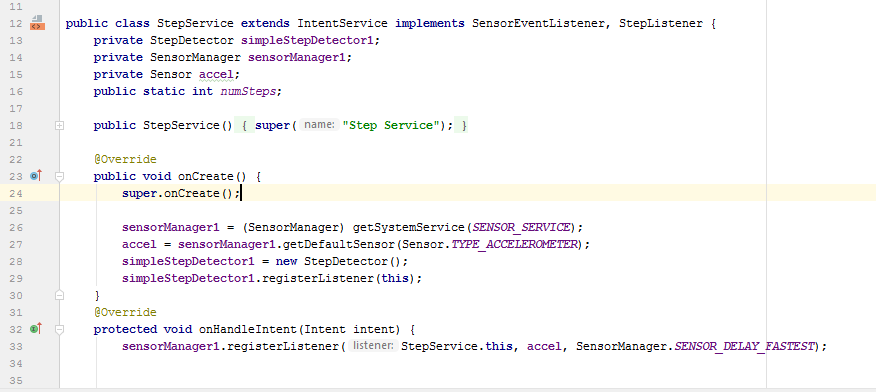 11
12 public class StepService extends IntentService implements SensorEventListener, StepListener {
13 private StepDetector simpleStepDetector1;
14 private SensorManager sensorManager1;
15 private Sensor accel;
16 public static int numSteps;
17
18 public StepService() { super( name: "Step Service"); }
21
22 @Override
23 public void onCreate() {
24 super.onCreate();
25
26 sensorManager1 = (SensorManager) getSystemService(SENSOR_SERVICE);
27 accel = sensorManager1.getDefaultSensor(Sensor.TYPE_ACCELEROMETER);
28 simpleStepDetector1 = new StepDetector();
29 simpleStepDetector1.registerListener(this);
30 }
31 @Override
32 protected void onHandleIntent(Intent intent) {
33 sensorManager1.registerListener( listener: StepService.this, accel, SensorManager.SENSOR_DELAY_FASTEST);
34
35